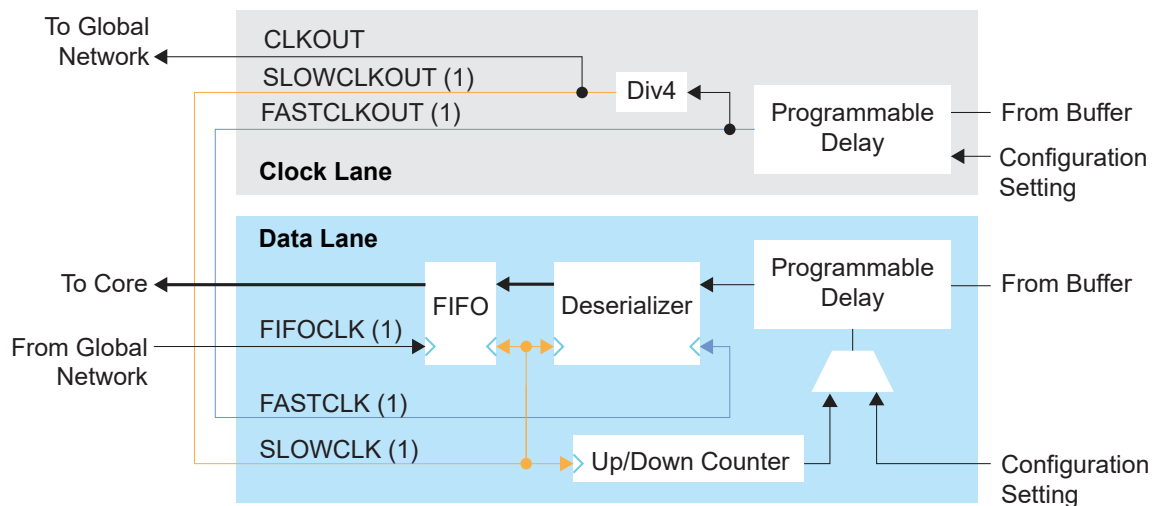 To Global
Network
CLKOUT
SLOWCLKOUT (1)
FASTCLKOUT (1)
Div4
Programmable
Delay
From Buffer
Configuration
Setting
Clock Lane
Data Lane
To Core
FIFO
Deserializer
Programmable
Delay
From Buffer
FIFOCLK (1)
From Global
Network
FASTCLK (1)
SLOWCLK (1)
Up/Down Counter
Configuration
Setting